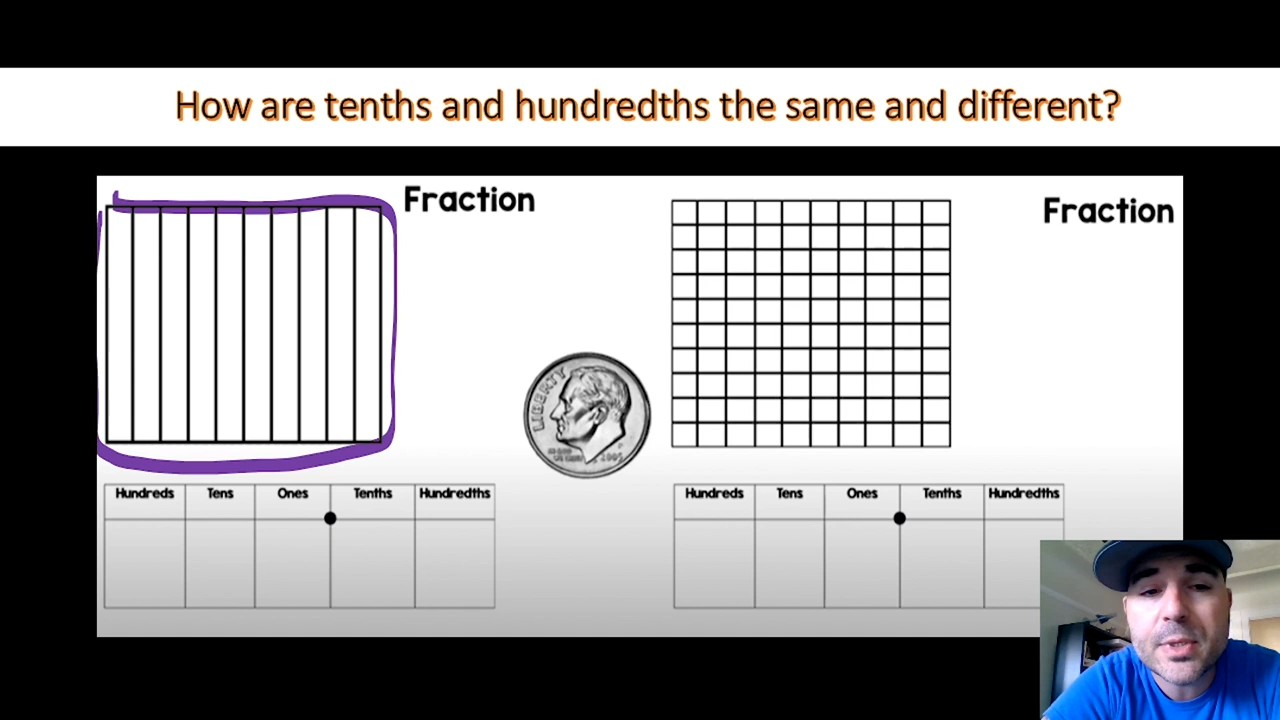 How are tenths and hundredths the same and different?
Fraction
Fraction
LIBERTY
2005
Hundreds Tens Ones Tenths Hundredths
Hundreds Tens Ones Tenths Hundredths